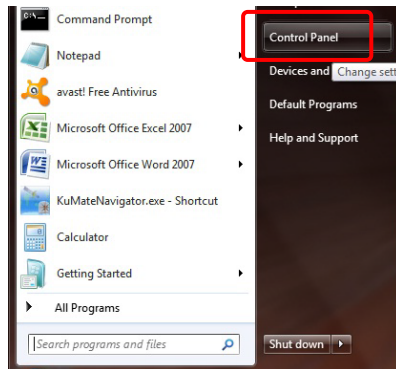 Command Prompt
Notepad
avast! Free Antivirus
Microsoft Office Excel 2007
Microsoft Office Word 2007
KuMateNavigator.exe - Shortcut
Calculator
Getting Started
All Programs
Search programs and files
Control Panel
Devices and
Change sett
Default Programs
Help and Support
Shut down